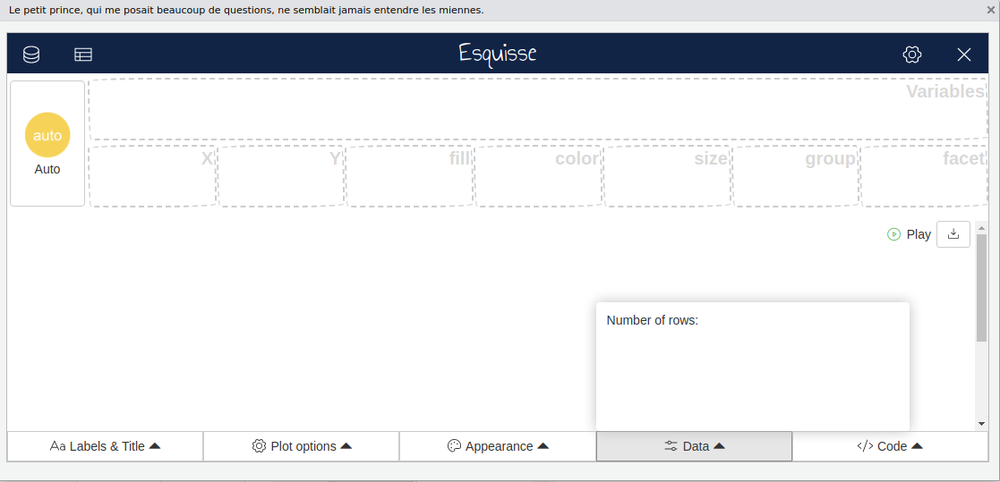 Le petit prince, qui me posait beaucoup de questions, ne semblait jamais entendre les miennes.
Esquisse
Variables
auto
Auto
X Y fill color size group facet
Play
Number of rows:
Aa Labels & Title Plot options Appearance Data </> Code